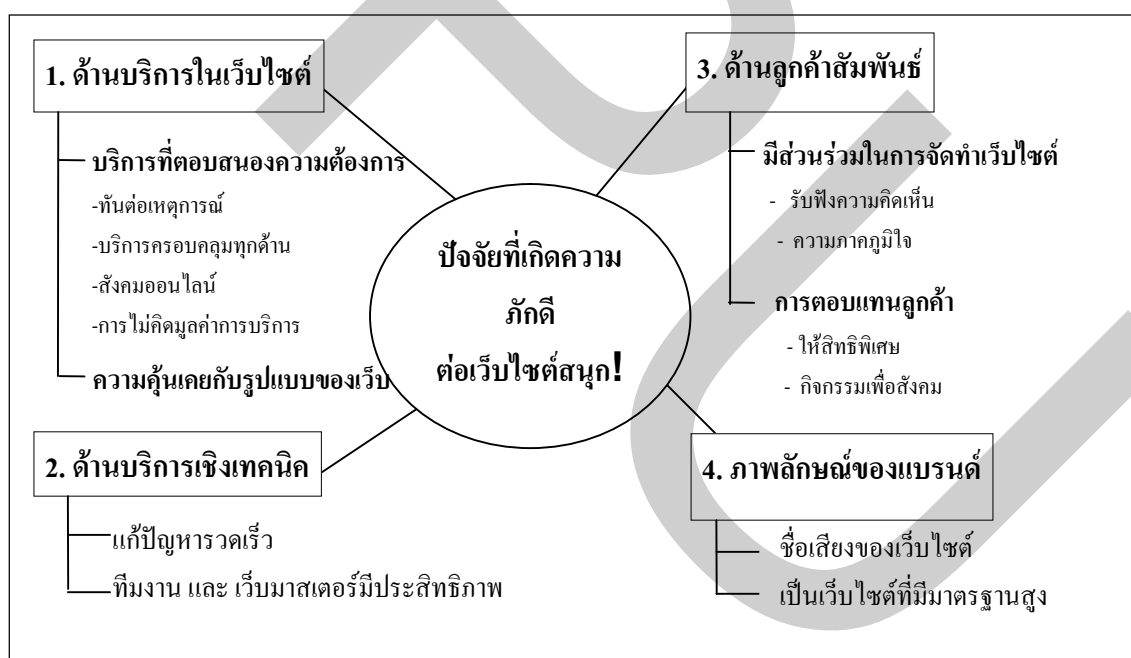 1. ด้านบริการในเว็บไซต์
บริการที่ตอบสนองความต้องการ
-ทันต่อเหตุการณ์
-บริการครอบคลุมทุกด้าน
-สังคมออนไลน์
-การไม่คิดมูลค่าการบริการ
ความคุ้นเคยกับรูปแบบของเว็บ
2. ด้านบริการเชิงเทคนิค
แก้ปัญหารวดเร็ว
ทีมงาน และ เว็บมาสเตอร์มีประสิทธิภาพ
ปัจจัยที่เกิดความ
ภักดี
ต่อเว็บไซต์สนุก!
3. ด้านลูกค้าสัมพันธ์
มีส่วนร่วมในการจัดทำเว็บไซต์
- รับฟังความคิดเห็น
- ความภาคภูมิใจ
การตอบแทนลูกค้า
- ให้สิทธิพิเศษ
- กิจกรรมเพื่อสังคม
4. ภาพลักษณ์ของแบรนด์
ชื่อเสียงของเว็บไซต์
เป็นเว็บไซต์ที่มีมาตรฐานสูง